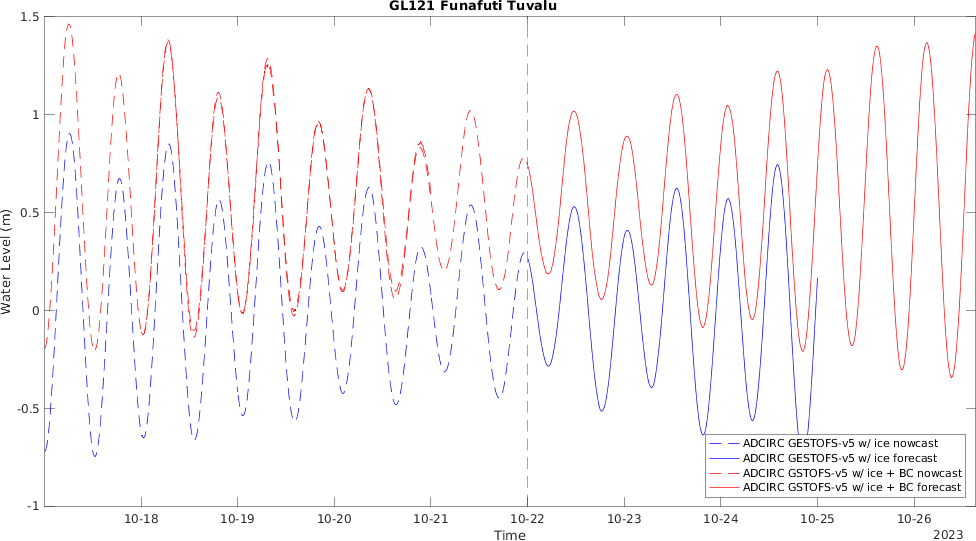 GL121 Funafuti Tuvalu
1.5
1
0.5
0
-0.5
-1
Water Level (m)
10-18 10-19 10-20 10-21 10-22 10-23 10-24 10-25 10-26
Time
2023
ADCIRC GESTOFS-v5 w/ ice nowcast
ADCIRC GESTOFS-v5 w/ ice forecast
ADCIRC GSTOFS-v5 w/ ice + BC nowcast
ADCIRC GSTOFS-v5 w/ ice + BC forecast